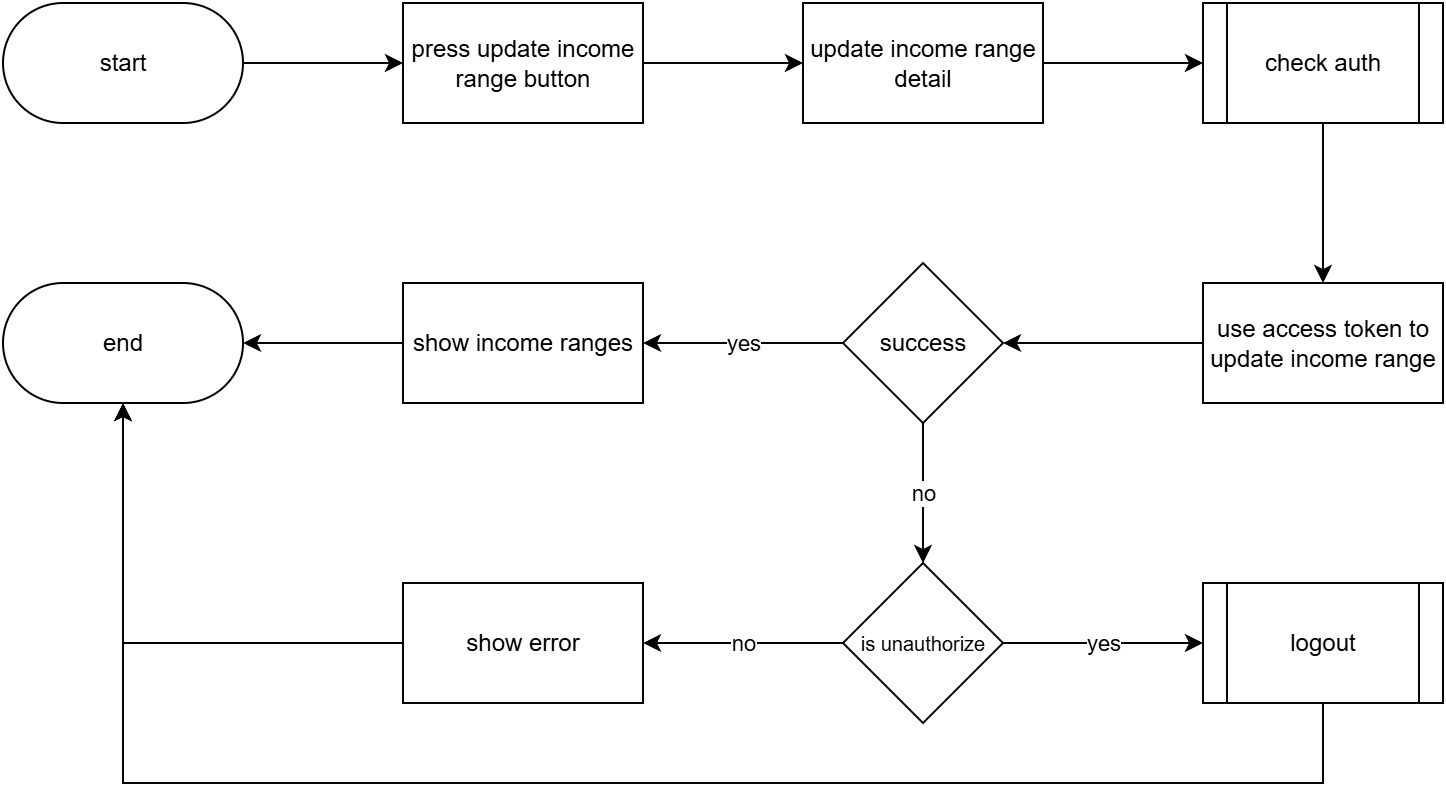 start
press update income
range button
update income range
detail
check auth
end
show income ranges
yes
success
use access token to
update income range
no
show error
no
is unauthorize
yes
logout